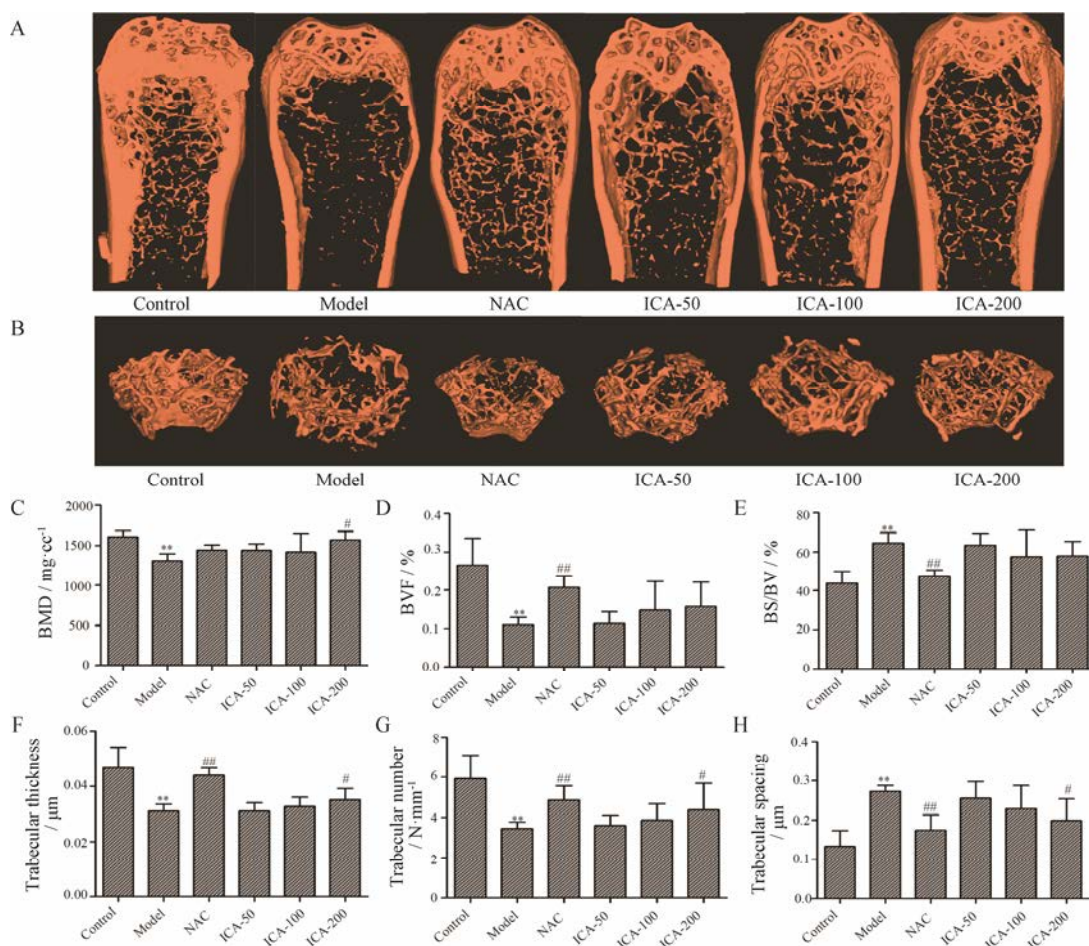 A
Control Model NAC ICA-50 ICA-100 ICA-200
B
Control Model NAC ICA-50 ICA-100 ICA-200
C
BMD / mg·cc⁻¹
2000
1500
1000
500
0
**
#
Control Model NAC ICA-50 ICA-100 ICA-200
D
BVF / %
0.4
0.3
0.2
0.1
0.0
**
##
Control Model NAC ICA-50 ICA-100 ICA-200
E
BS/BV / %
80
60
40
20
0
**
##
Control Model NAC ICA-50 ICA-100 ICA-200
F
Trabecular thickness
/ μm
0.06
0.04
0.02
0.00
**
##
#
Control Model NAC ICA-50 ICA-100 ICA-200
G
Trabecular number
/ N·mm⁻¹
8
6
4
2
0
**
##
#
Control Model NAC ICA-50 ICA-100 ICA-200
H
Trabecular spacing
/ μm
0.4
0.3
0.2
0.1
0.0
**
##
#
Control Model NAC ICA-50 ICA-100 ICA-200